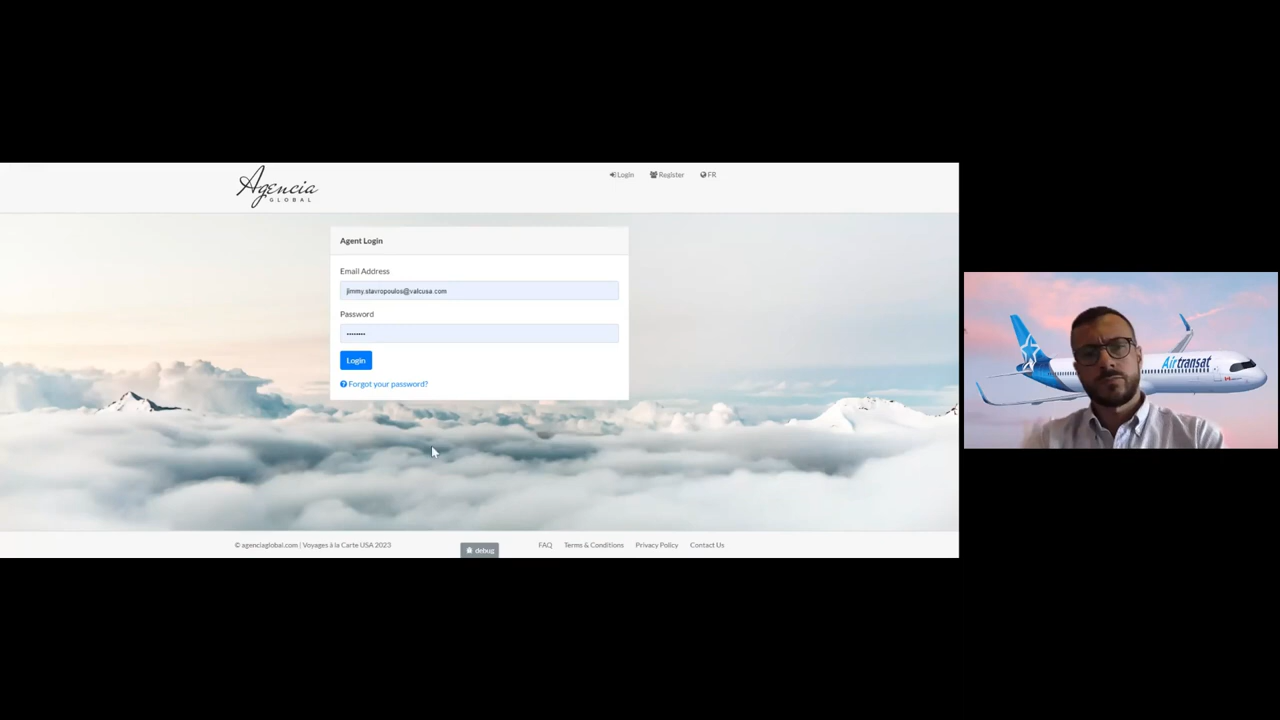 Agencia
GLOBAL
Login
Register
FR
Agent Login
Email Address
jimmy.stavropoulos@valcusa.com
Password
••••••••
Login
Forgot your password?
© agenciaglobal.com | Voyages à la Carte USA 2023
debug
FAQ
Terms & Conditions
Privacy Policy
Contact Us
Air transat